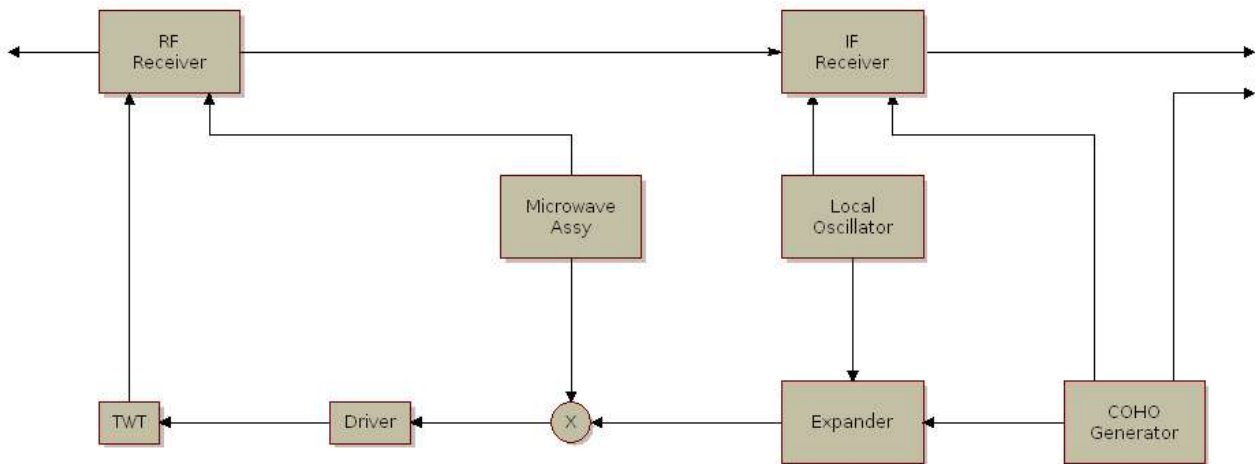 RF
Receiver
IF
Receiver
Microwave
Assy
Local
Oscillator
TWT
Driver
X
Expander
COHO
Generator